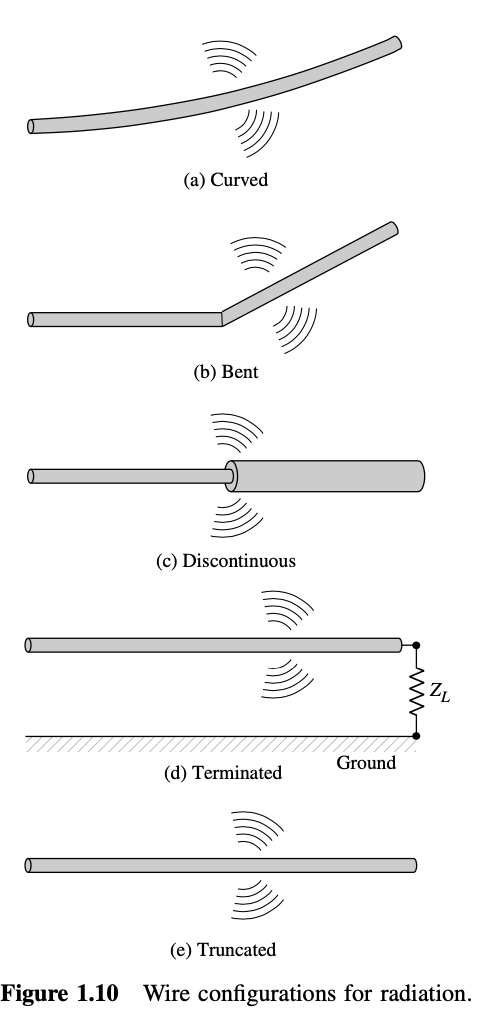 (a) Curved
(b) Bent
(c) Discontinuous
Z_L
Ground
(d) Terminated
(e) Truncated
Figure 1.10 Wire configurations for radiation.